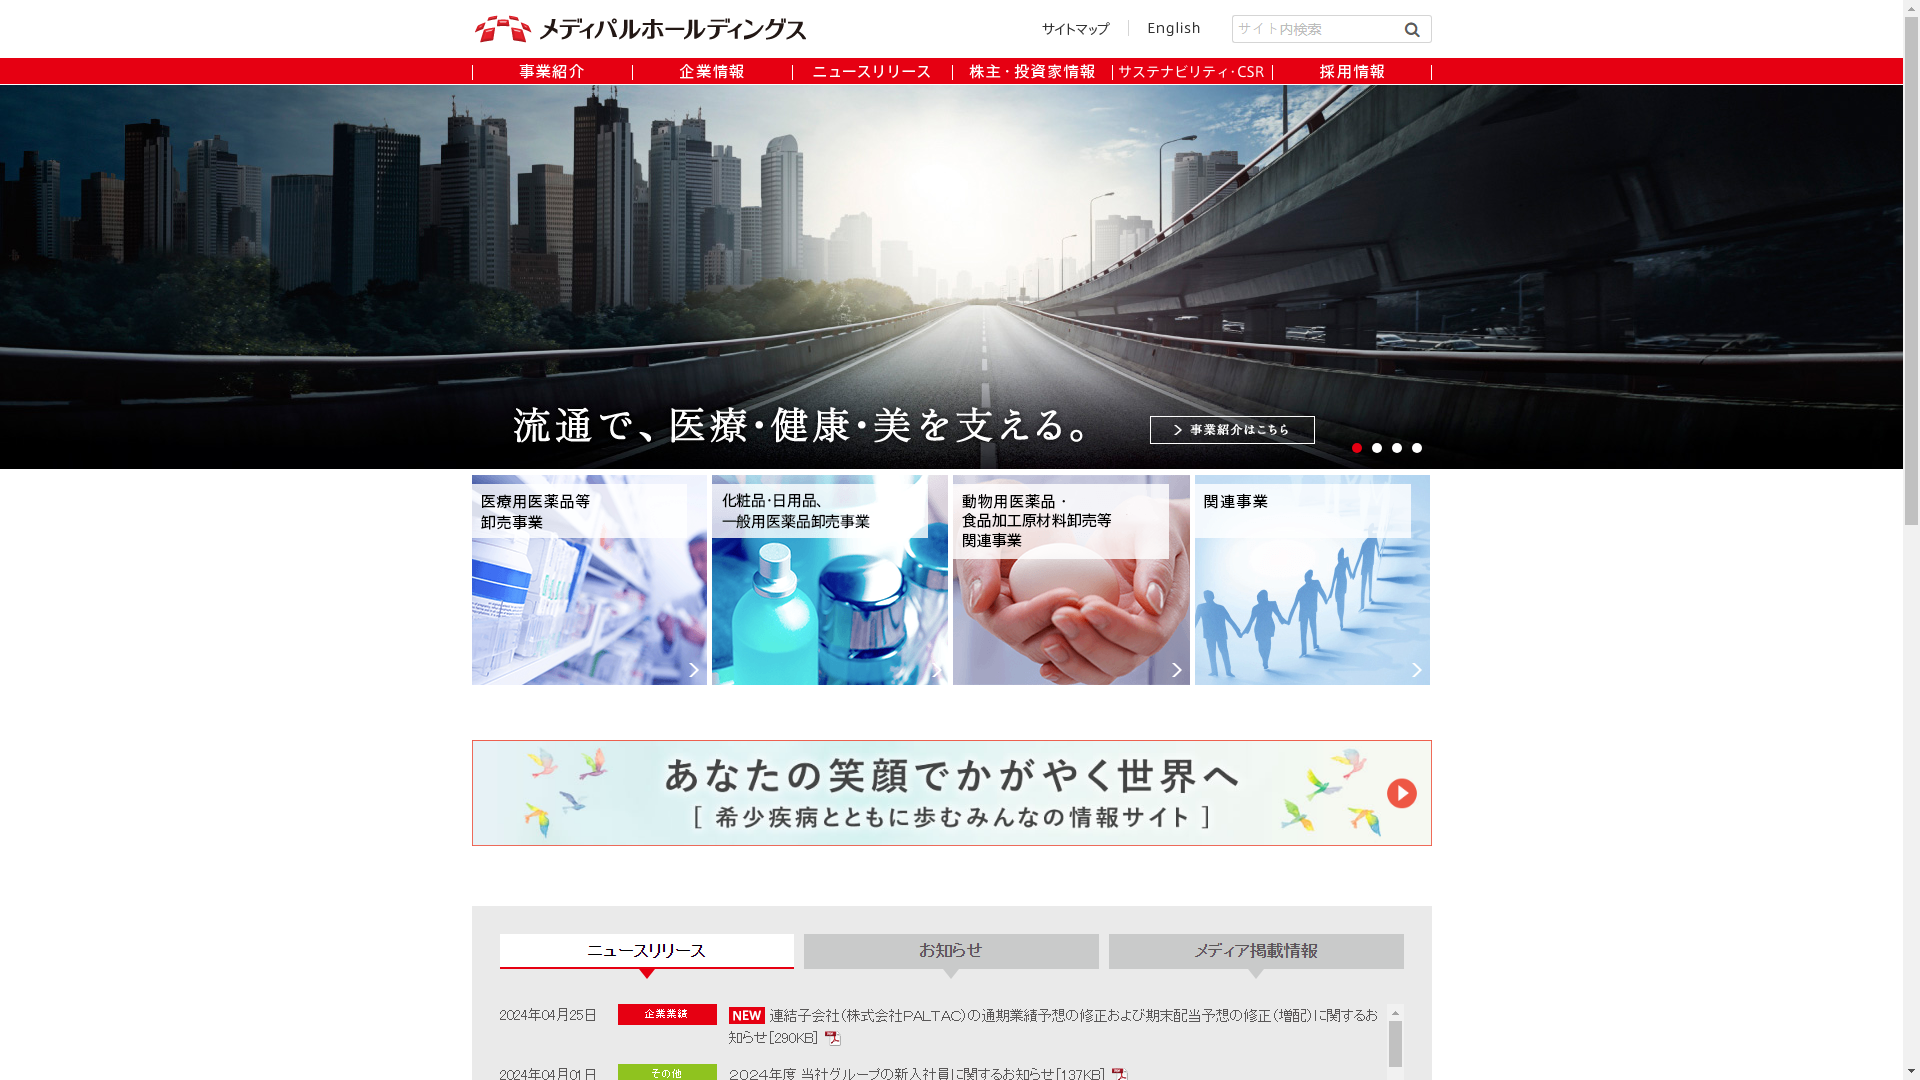 メディパルホールディングス
サイトマップ
English
サイト内検索
事業紹介
企業情報
ニュースリリース
株主・投資家情報
サステナビリティ・CSR
採用情報
流通で、医療・健康・美を支える。
事業紹介はこちら
医療用医薬品等
卸売事業
化粧品・日用品、
一般用医薬品卸売事業
動物用医薬品・
食品加工原材料卸売等
関連事業
関連事業
あなたの笑顔でかがやく世界へ
[ 希少疾病とともに歩むみんなの情報サイト ]
ニュースリリース
お知らせ
メディア掲載情報
2024年04月25日
企業業績
NEW 連結子会社（株式会社PALTAC）の通期業績予想の修正および期末配当予想の修正（増配）に関するお
知らせ[290KB]
2024年04月01日
その他
2024年度 当社グループの新入社員に関するお知らせ[137KB]